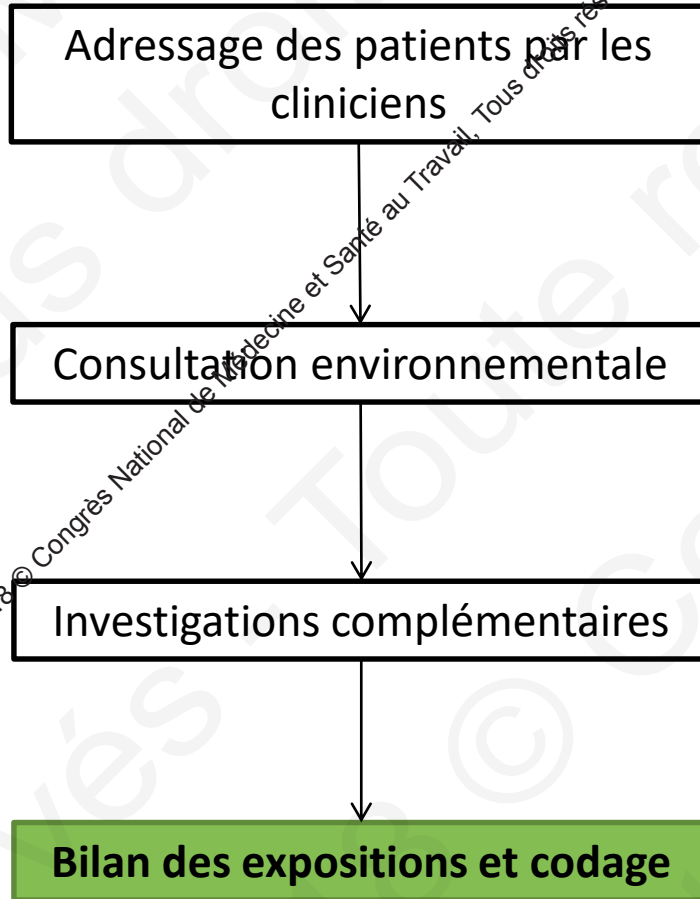 Adressage des patients par les
cliniciens
Consultation environnementale
Investigations complémentaires
Bilan des expositions et codage
8 © Congrès National de Médecine et Santé au Travail, Tous droits rés